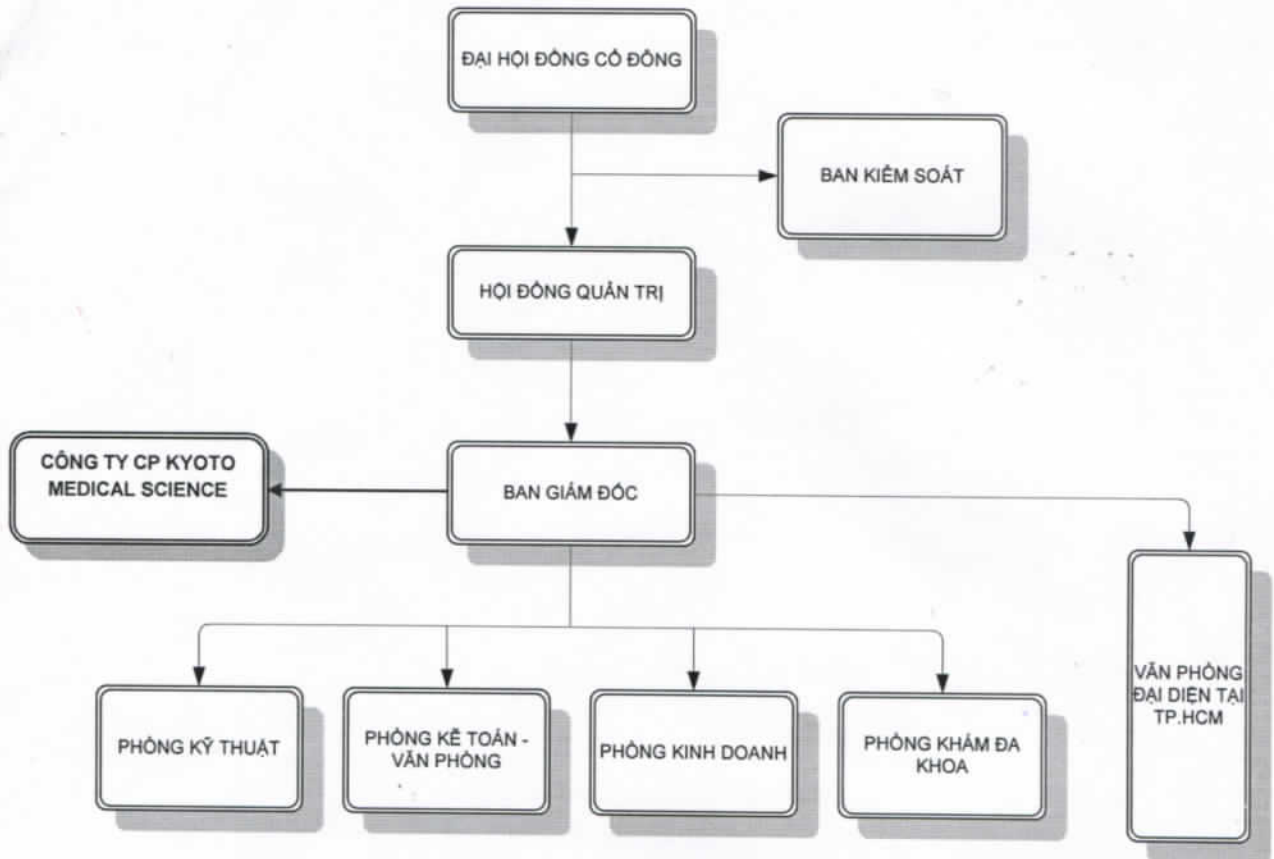 ĐẠI HỘI ĐỒNG CỔ ĐÔNG
BAN KIỂM SOÁT
HỘI ĐỒNG QUẢN TRỊ
CÔNG TY CP KYOTO
MEDICAL SCIENCE
BAN GIÁM ĐỐC
VĂN PHÒNG
ĐẠI DIỆN TẠI
TP.HCM
PHÒNG KỸ THUẬT
PHÒNG KẾ TOÁN -
VĂN PHÒNG
PHÒNG KINH DOANH
PHÒNG KHÁM ĐA
KHOA